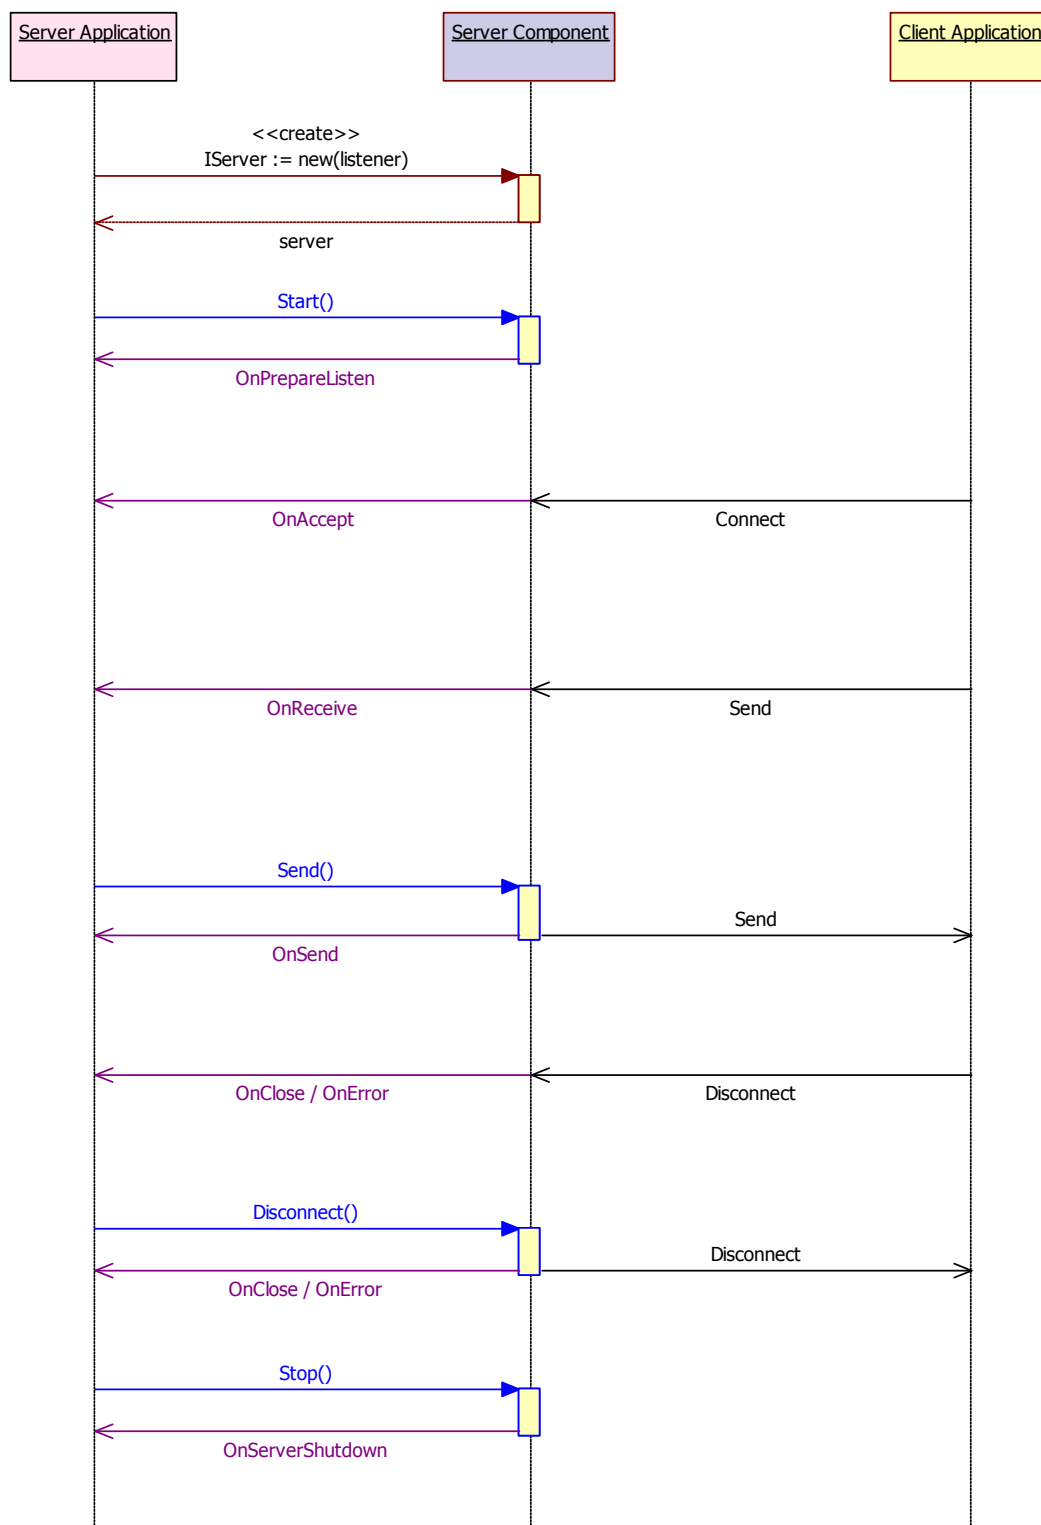 Server Application
Server Component
Client Application
<<create>>
IServer := new(listener)
server
Start()
OnPrepareListen
OnAccept
Connect
OnReceive
Send
Send()
Send
OnSend
OnClose / OnError
Disconnect
Disconnect()
Disconnect
OnClose / OnError
Stop()
OnServerShutdown